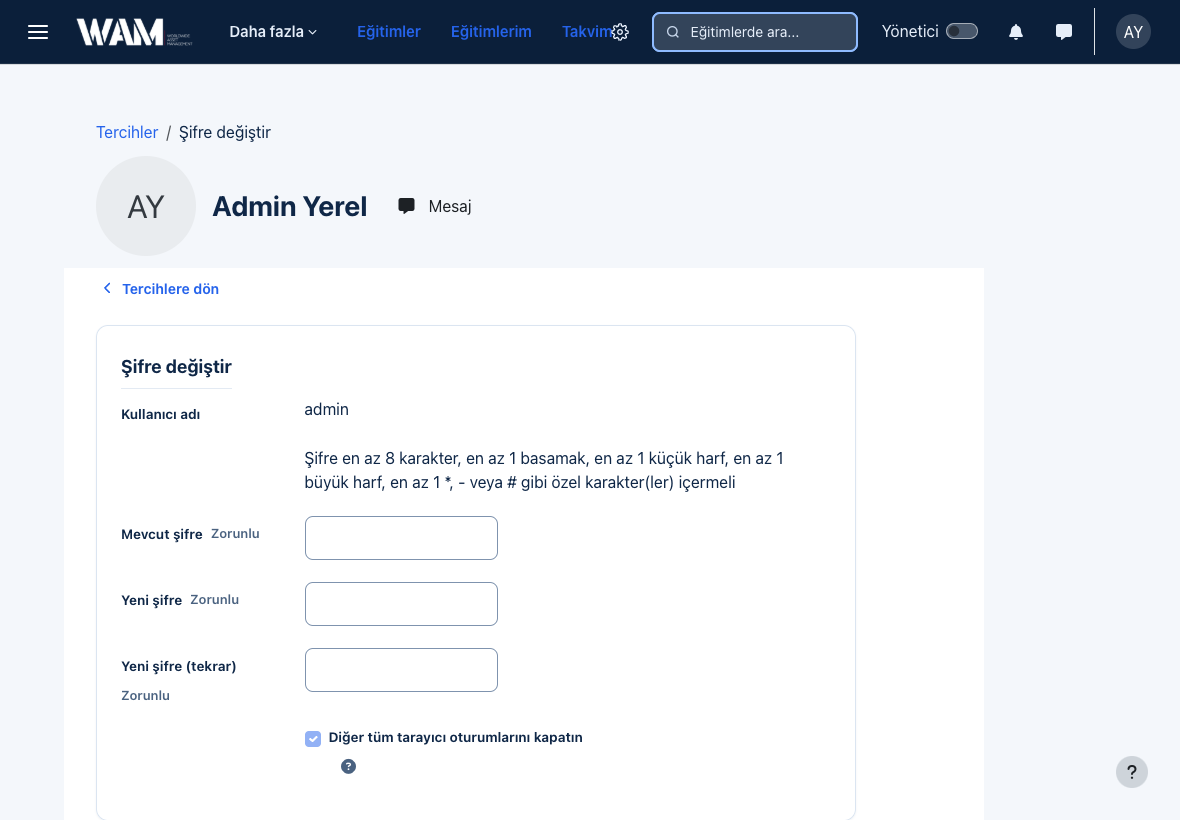 WAM WORLDWIDE ASSET MANAGEMENT
Daha fazla
Eğitimler
Eğitimlerim
Takvim
Eğitimlerde ara...
Yönetici
AY
Tercihler / Şifre değiştir
AY
Admin Yerel
Mesaj
Tercihlere dön
Şifre değiştir
Kullanıcı adı
admin
Şifre en az 8 karakter, en az 1 basamak, en az 1 küçük harf, en az 1
büyük harf, en az 1 *, - veya # gibi özel karakter(ler) içermeli
Mevcut şifre Zorunlu
Yeni şifre Zorunlu
Yeni şifre (tekrar)
Zorunlu
Diğer tüm tarayıcı oturumlarını kapatın
?
?